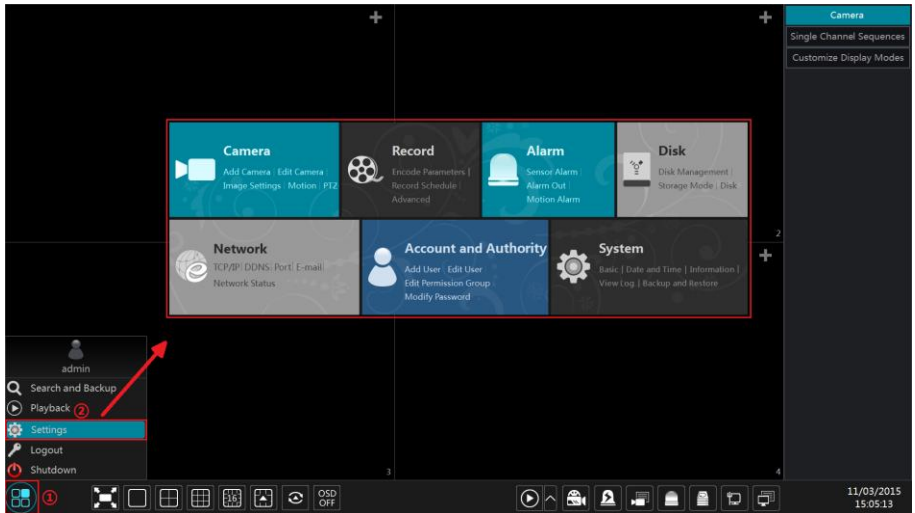 Camera
Single Channel Sequences
Customize Display Modes
Camera
Add Camera | Edit Camera |
Image Settings | Motion | PTZ
Record
Encode Parameters |
Record Schedule |
Advanced
Alarm
Sensor Alarm |
Alarm Out |
Motion Alarm
Disk
Disk Management |
Storage Mode | Disk
Network
TCP/IP| DDNS| Port| E-mail|
Network Status
Account and Authority
Add User | Edit User
Edit Permission Group
Modify Password
System
Basic | Date and Time | Information |
View Log | Backup and Restore
2
admin
Search and Backup
Playback ②
Settings
Logout
Shutdown
3
4
①
16
OSD
OFF
11/03/2015
15:05:13